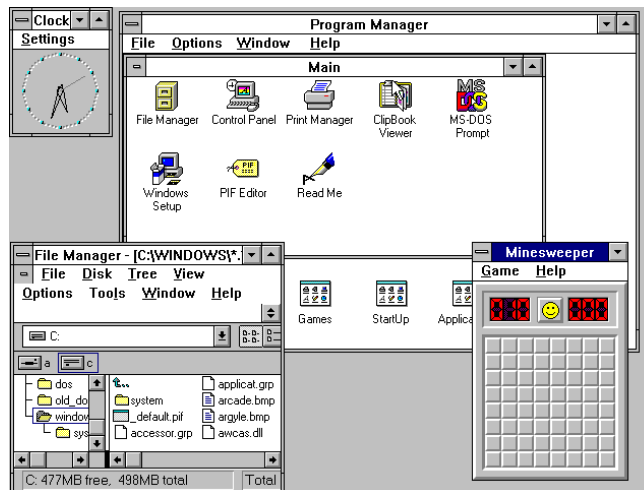 Clock
Settings
Program Manager
File Options Window Help
Main
File Manager
Control Panel
Print Manager
ClipBook
Viewer
MS-DOS
Prompt
MS
Windows
Setup
PIF
PIF Editor
Read Me
Games
StartUp
Applica
File Manager - [C:\WINDOWS\*.
File Disk Tree View
Options Tools Window Help
C:
a c
dos
old_do
window
sys
system
_default.pif
accessor.grp
applicat.grp
arcade.bmp
argyle.bmp
awcas.dll
C: 477MB free, 498MB total
Total
Minesweeper
Game Help